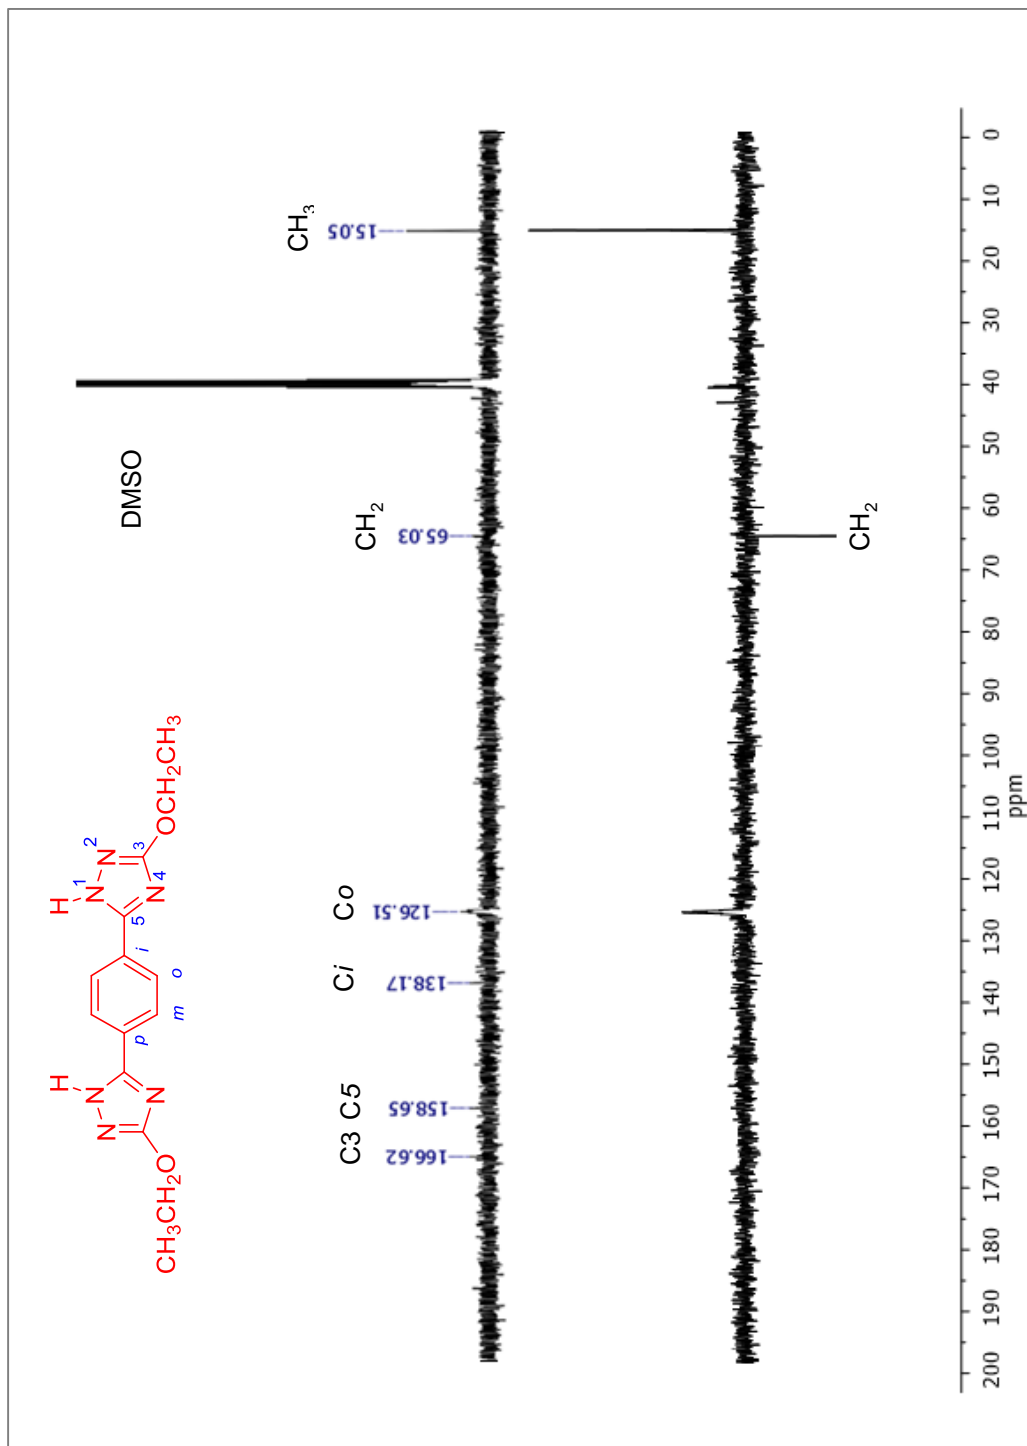 CH3CH2O
N
N
H
N
N
p
m
i
o
H
N
1
N
2
3
N
4
5
OCH2CH3
DMSO
C3 C5
Ci
Co
CH2
CH3
166.62
158.65
138.17
126.51
65.03
15.05
CH2
200 190 180 170 160 150 140 130 120 110 100 90 80 70 60 50 40 30 20 10 0
ppm